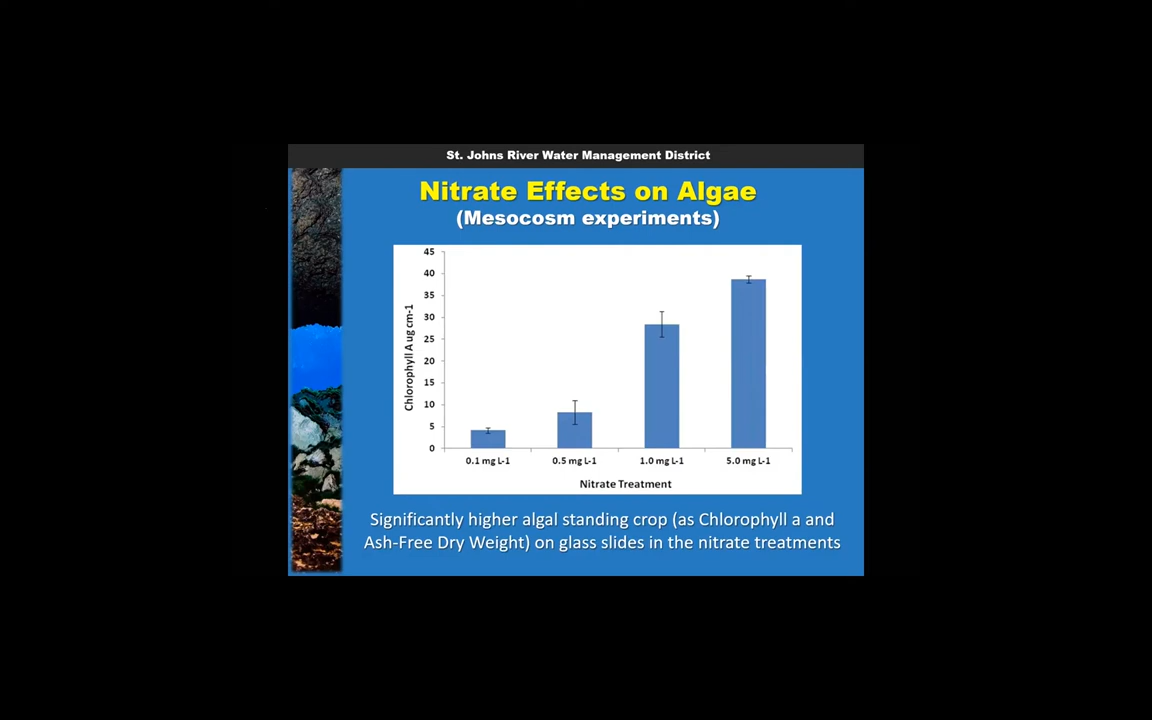 St. Johns River Water Management District
Nitrate Effects on Algae
(Mesocosm experiments)
45
40
35
30
25
20
15
10
5
0
Chlorophyll A ug cm-1
0.1 mg L-1 0.5 mg L-1 1.0 mg L-1 5.0 mg L-1
Nitrate Treatment
Significantly higher algal standing crop (as Chlorophyll a and
Ash-Free Dry Weight) on glass slides in the nitrate treatments